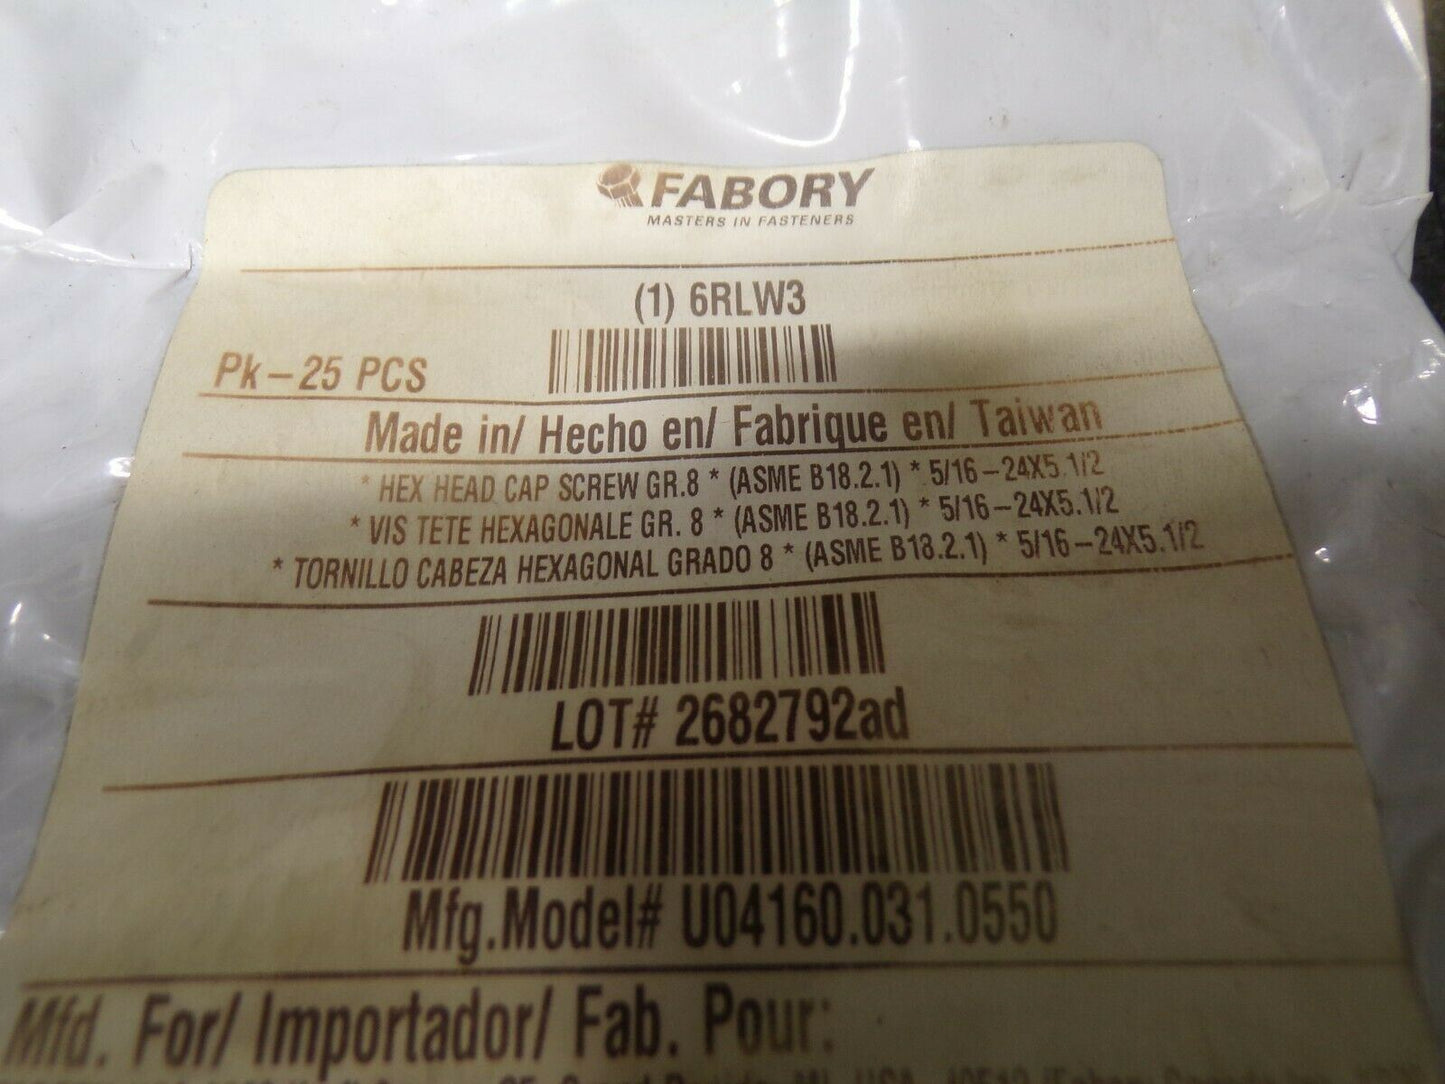 FABORY
MASTERS IN FASTENERS
(1) 6RLW3
Pk-25 PCS
Made in/ Hecho en/ Fabrique en/ Taiwan
* HEX HEAD CAP SCREW GR.8 * (ASME B18.2.1) * 5/16-24X5.1/2
* VIS TETE HEXAGONALE GR. 8 * (ASME B18.2.1) * 5/16-24X5.1/2
* TORNILLO CABEZA HEXAGONAL GRADO 8 * (ASME B18.2.1) * 5/16-24X5.1/2
LOT# 2682792ad
Mfg.Model# U04160.031.0550
Mfd. For/ Importador/ Fab. Pour: